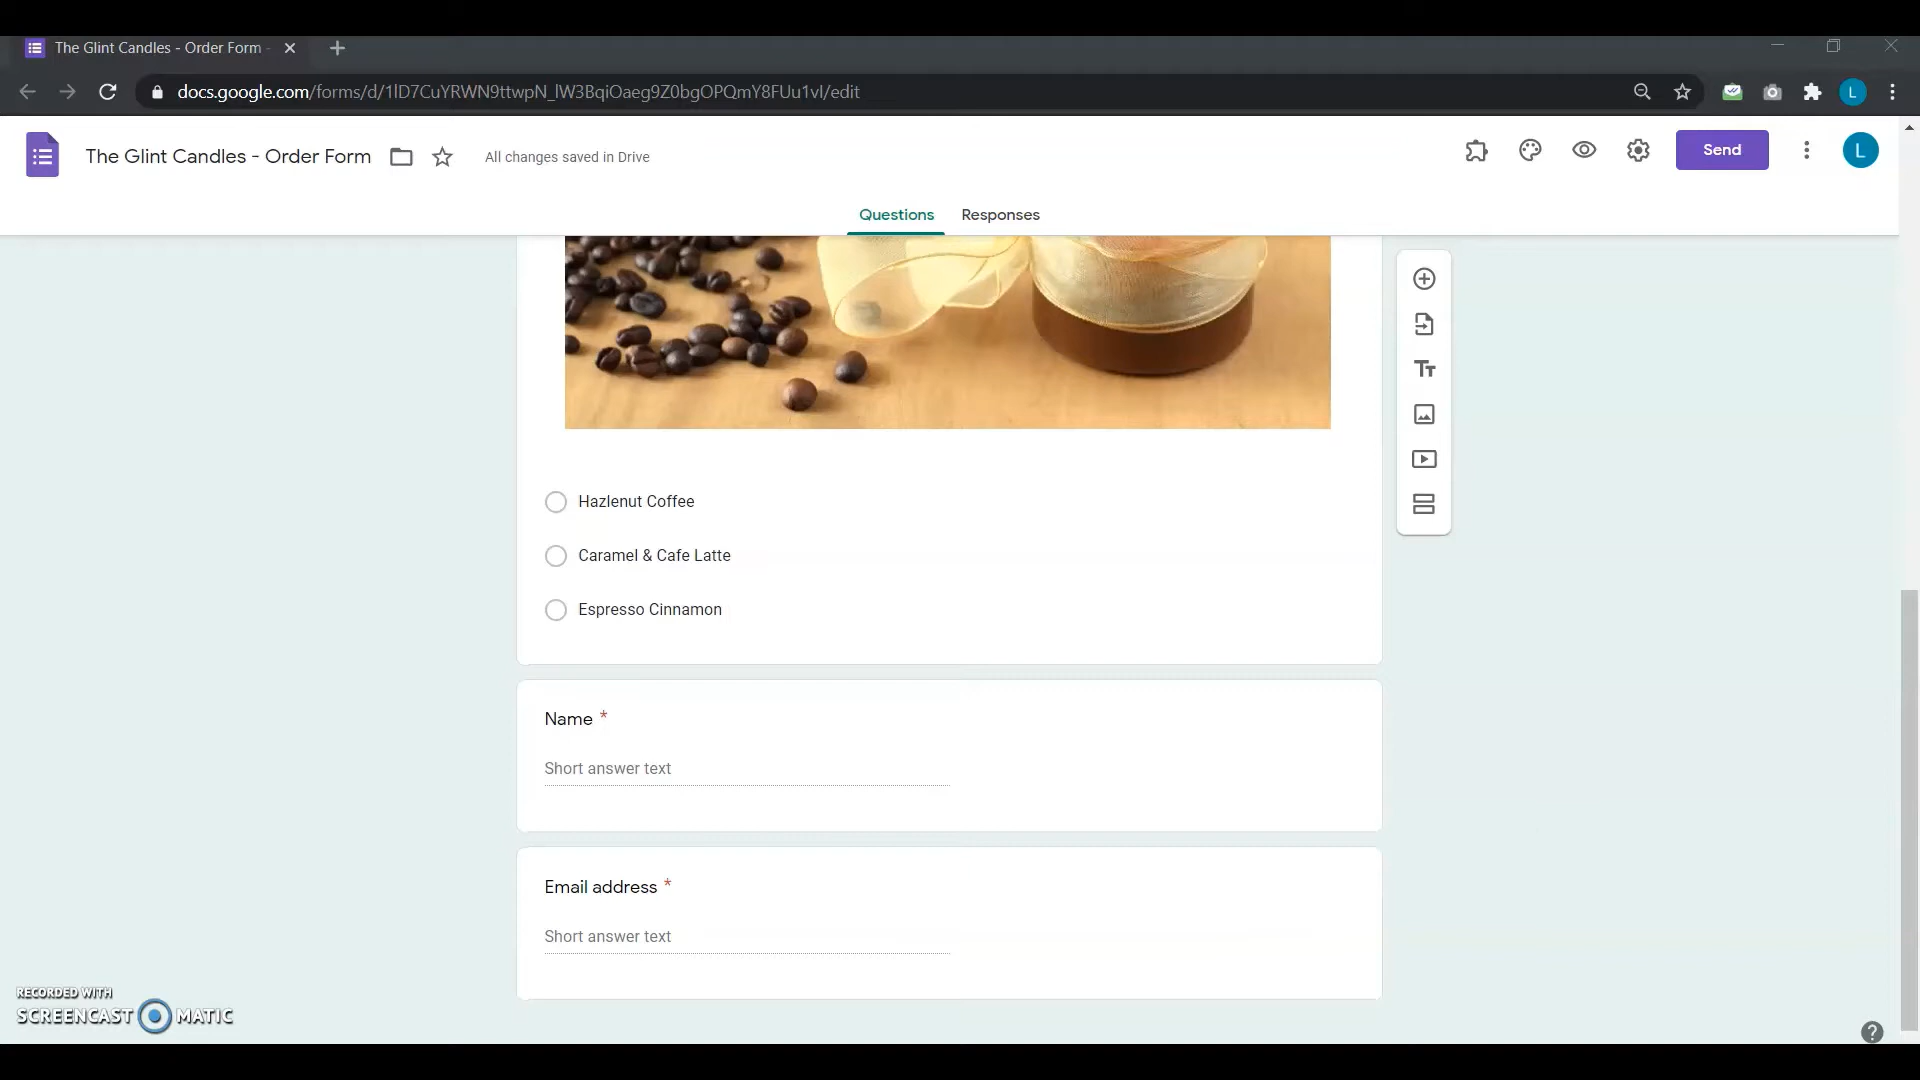 The Glint Candles - Order Form -
docs.google.com/forms/d/1lD7CuYRWN9ttwpN_lW3BqiOaeg9Z0bgOPQmY8FUu1vI/edit
L
The Glint Candles - Order Form
All changes saved in Drive
Send
L
Questions
Responses
Tт
Hazlenut Coffee
Caramel & Cafe Latte
Espresso Cinnamon
Name *
Short answer text
Email address *
Short answer text
RECORDED WITH
SCREENCAST MATIC
?